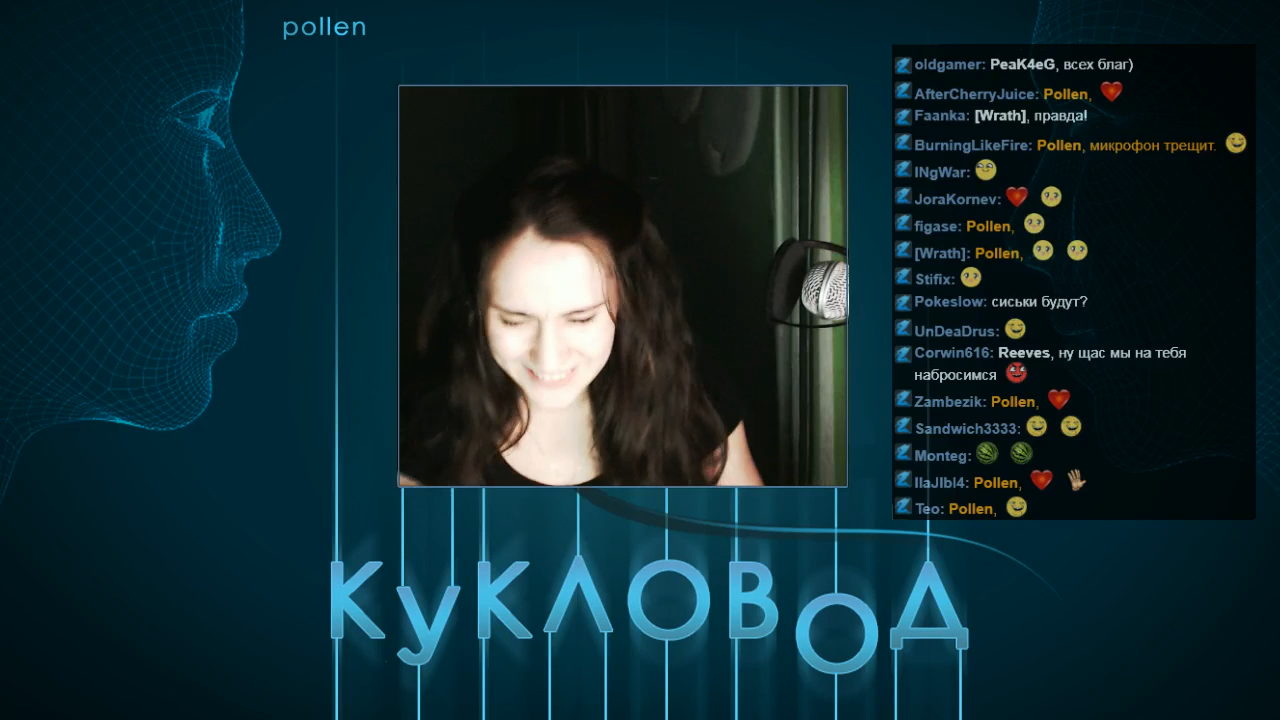 pollen
oldgamer: PeaK4eG, всех благ)
AfterCherryJuice: Pollen,
Faanka: [Wrath], правда!
BurningLikeFire: Pollen, микрофон трещит.
INgWar:
JoraKornev:
figase: Pollen,
[Wrath]: Pollen,
Stifix:
Pokeslow: сиськи будут?
UnDeaDrus:
Corwin616: Reeves, ну щас мы на тебя
набросимся
Zambezik: Pollen,
Sandwich3333:
Monteg:
IIaJIbI4: Pollen,
Teo: Pollen,
КуКЛОВОД